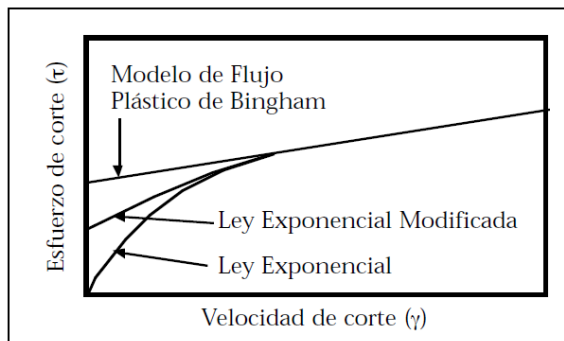 Modelo de Flujo
Plástico de Bingham
Esfuerzo de corte (τ)
Ley Exponencial Modificada
Ley Exponencial
Velocidad de corte (γ)